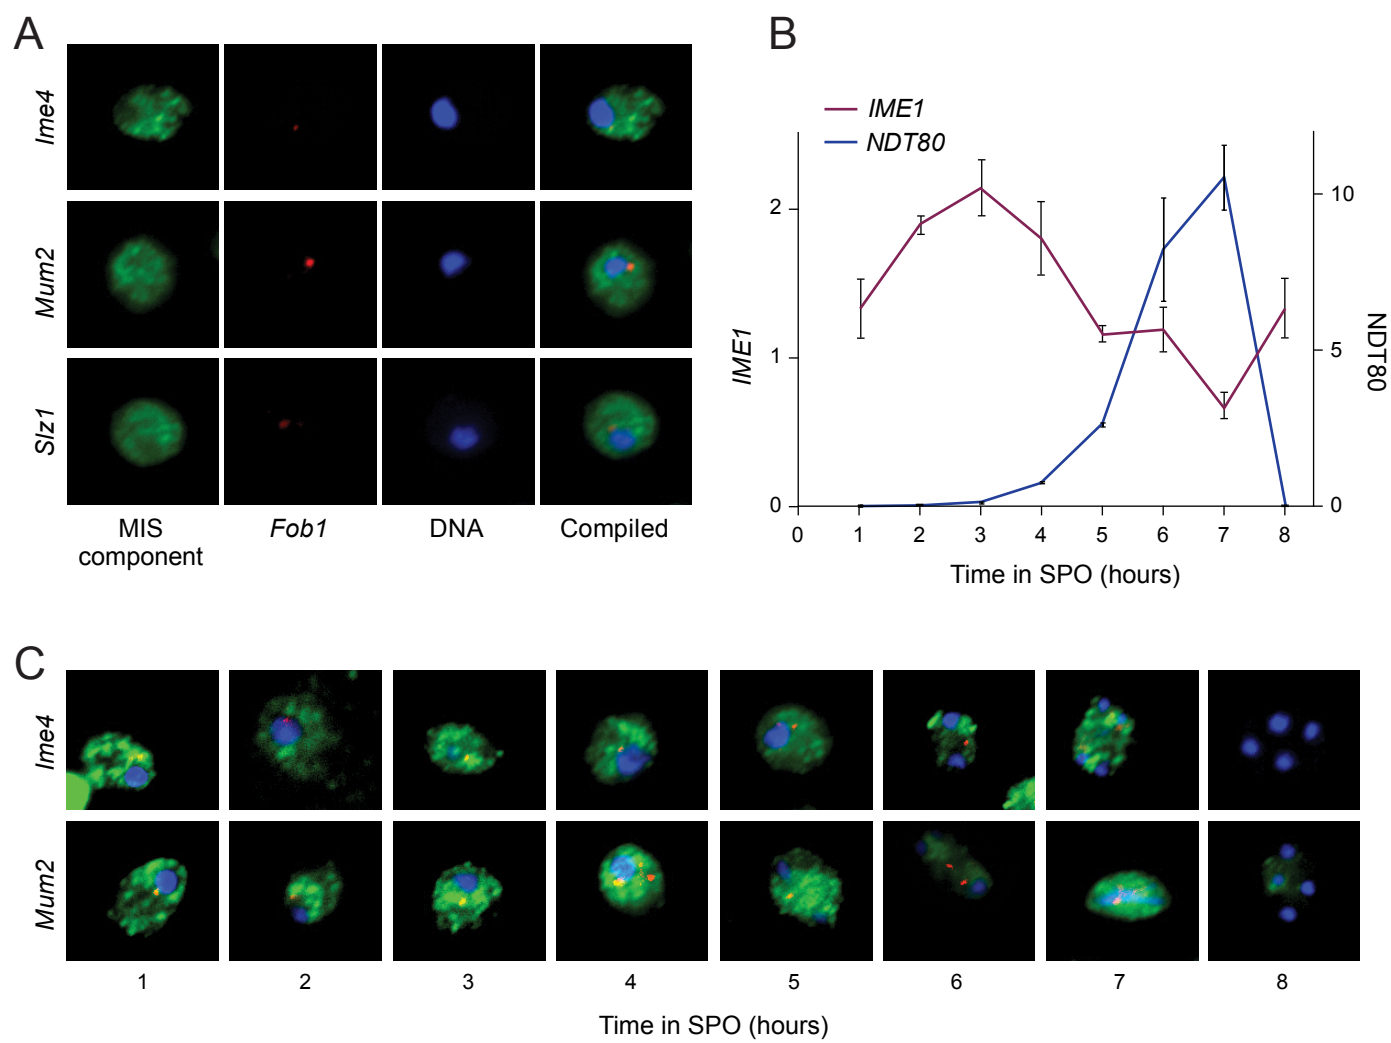 A
Ime4
Mum2
Slz1
MIS
component
Fob1
DNA
Compiled
B
IME1
NDT80
2
1
0
IME1
10
5
0
NDT80
0 1 2 3 4 5 6 7 8
Time in SPO (hours)
C
Ime4
Mum2
1 2 3 4 5 6 7 8
Time in SPO (hours)